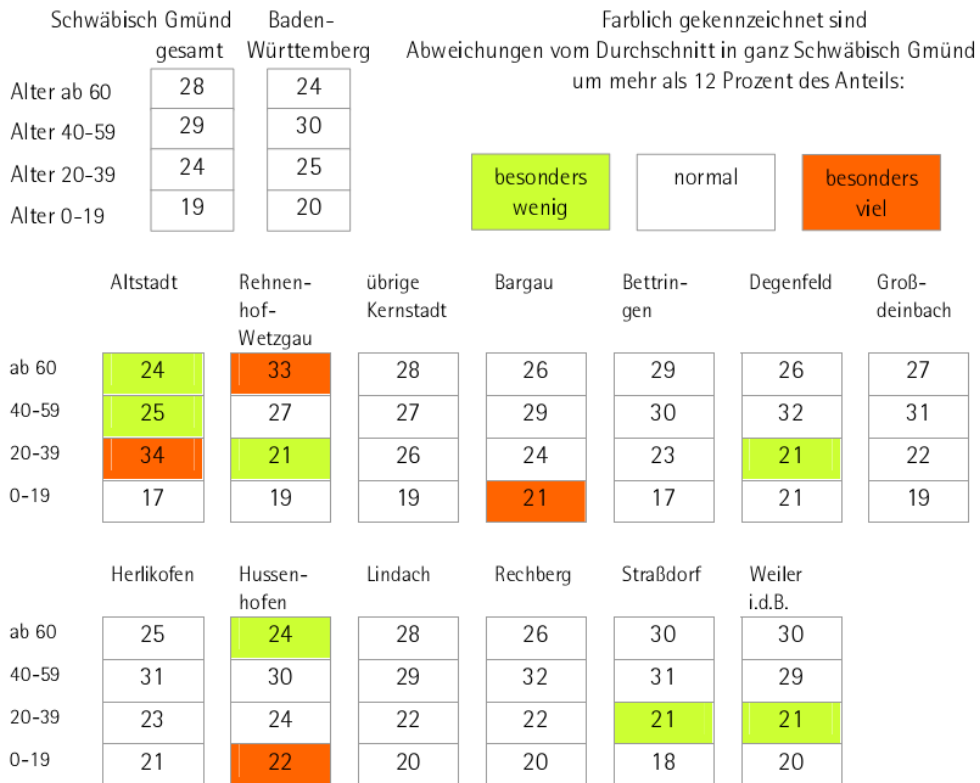 Schwäbisch Gmünd gesamt
Baden-Württemberg
Alter ab 60 28 24
Alter 40-59 29 30
Alter 20-39 24 25
Alter 0-19 19 20
Farblich gekennzeichnet sind
Abweichungen vom Durchschnitt in ganz Schwäbisch Gmünd
um mehr als 12 Prozent des Anteils:
besonders wenig
normal
besonders viel
Altstadt Rehnen- übrige Bargau Bettrin- Degenfeld Groß-
hof- Kernstadt gen deinbach
Wetzgau
ab 60 24 33 28 26 29 26 27
40-59 25 27 27 29 30 32 31
20-39 34 21 26 24 23 21 22
0-19 17 19 19 21 17 21 19
Herlikofen Hussen- Lindach Rechberg Straßdorf Weiler
hofen i.d.B.
ab 60 25 24 28 26 30 30
40-59 31 30 29 32 31 29
20-39 23 24 22 22 21 21
0-19 21 22 20 20 18 20